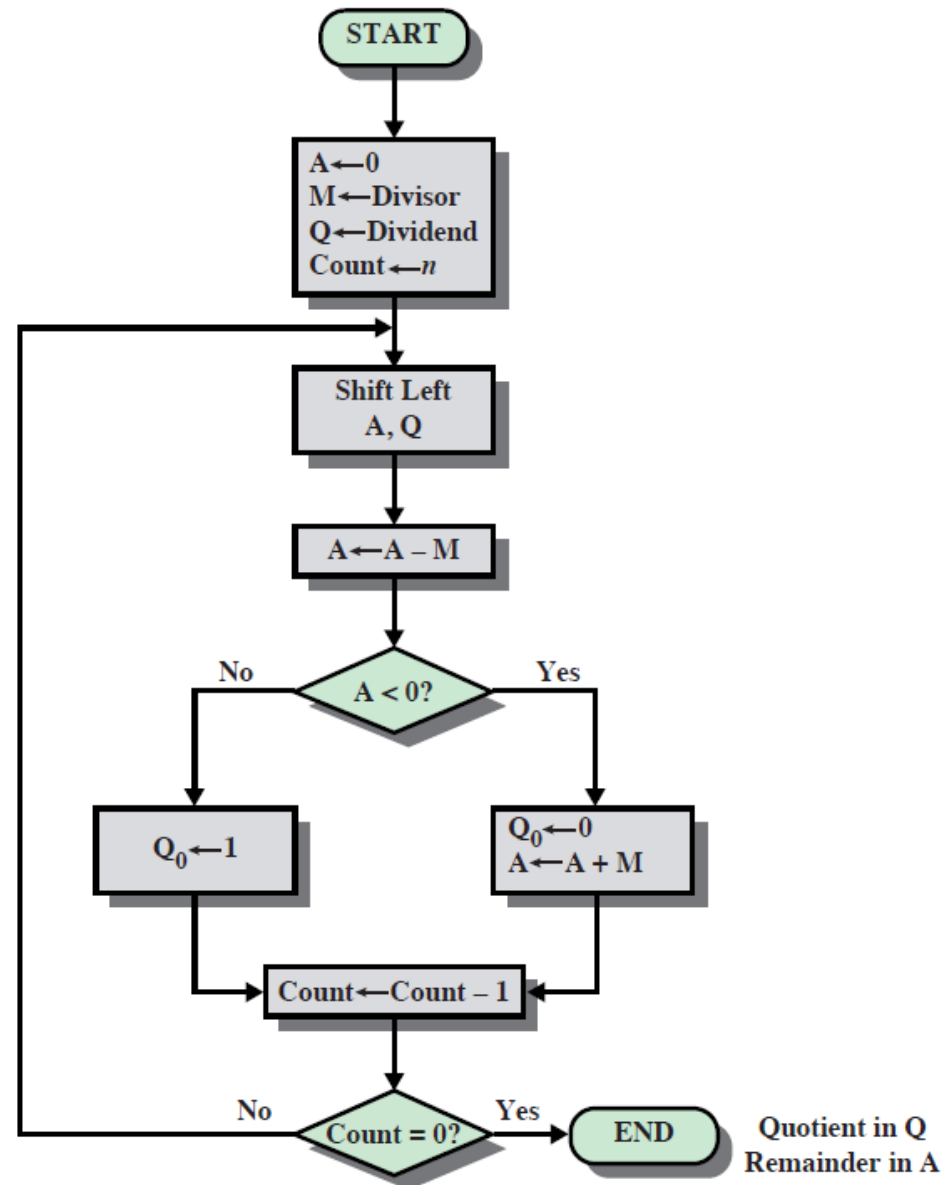 START
A←0
M←Divisor
Q←Dividend
Count←n
Shift Left
A, Q
A←A – M
No
A < 0?
Yes
Q₀←1
Q₀←0
A←A + M
Count←Count – 1
No
Count = 0?
Yes
END
Quotient in Q
Remainder in A